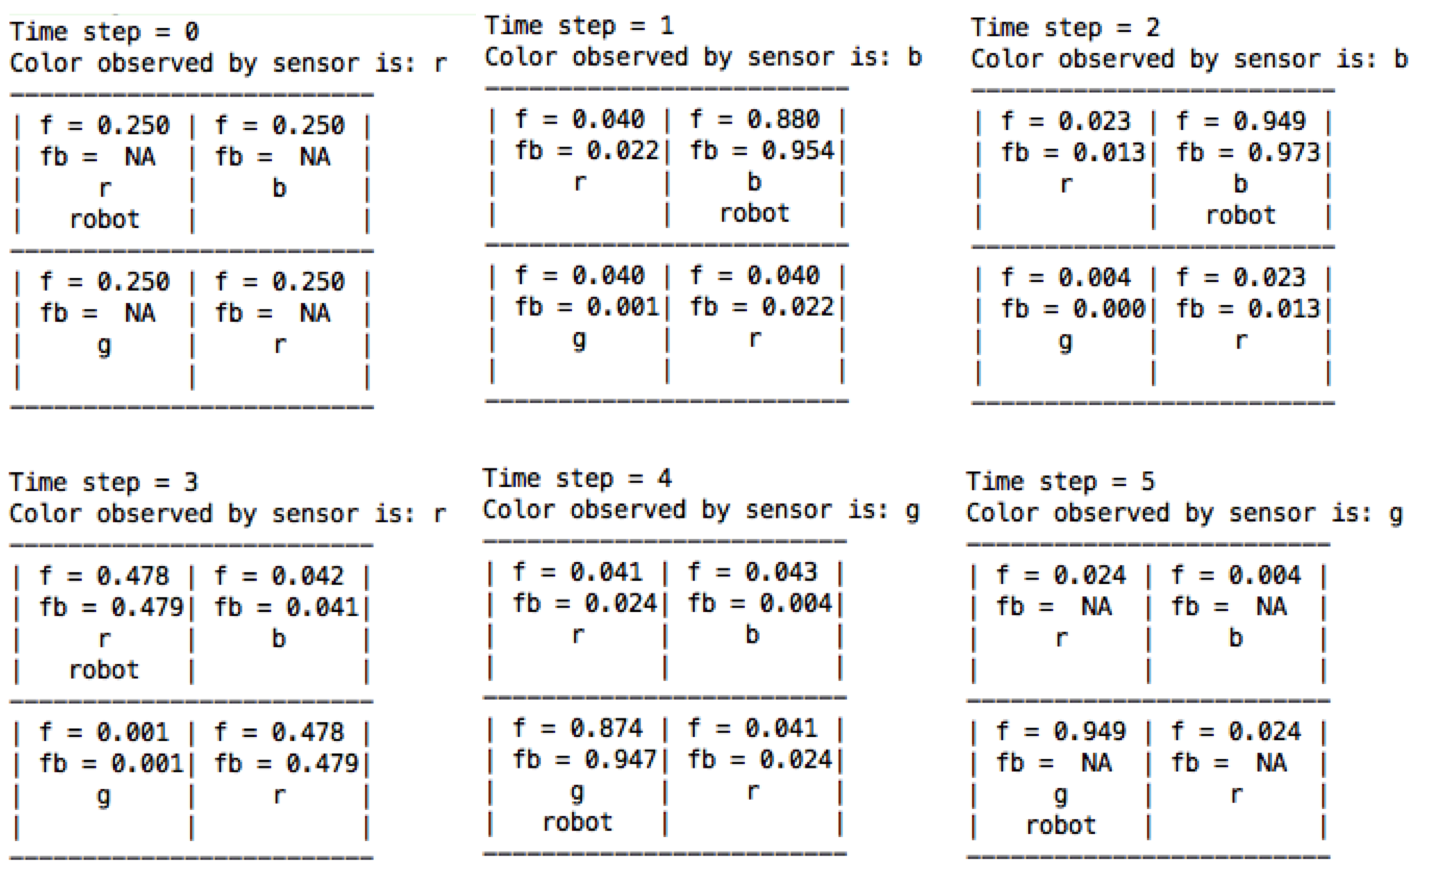 Time step = 0
Color observed by sensor is: r
| f = 0.250 | f = 0.250 |
| fb =  NA  | fb =  NA  |
|     r     |     b     |
|   robot   |           |
| f = 0.250 | f = 0.250 |
| fb =  NA  | fb =  NA  |
|     g     |     r     |
|           |           |
Time step = 1
Color observed by sensor is: b
| f = 0.040 | f = 0.880 |
| fb = 0.022| fb = 0.954|
|     r     |     b     |
|           |   robot   |
| f = 0.040 | f = 0.040 |
| fb = 0.001| fb = 0.022|
|     g     |     r     |
|           |           |
Time step = 2
Color observed by sensor is: b
| f = 0.023 | f = 0.949 |
| fb = 0.013| fb = 0.973|
|     r     |     b     |
|           |   robot   |
| f = 0.004 | f = 0.023 |
| fb = 0.000| fb = 0.013|
|     g     |     r     |
|           |           |
Time step = 3
Color observed by sensor is: r
| f = 0.478 | f = 0.042 |
| fb = 0.479| fb = 0.041|
|     r     |     b     |
|   robot   |           |
| f = 0.001 | f = 0.478 |
| fb = 0.001| fb = 0.479|
|     g     |     r     |
|           |           |
Time step = 4
Color observed by sensor is: g
| f = 0.041 | f = 0.043 |
| fb = 0.024| fb = 0.004|
|     r     |     b     |
|           |           |
| f = 0.874 | f = 0.041 |
| fb = 0.947| fb = 0.024|
|     g     |     r     |
|   robot   |           |
Time step = 5
Color observed by sensor is: g
| f = 0.024 | f = 0.004 |
| fb =  NA  | fb =  NA  |
|     r     |     b     |
|           |           |
| f = 0.949 | f = 0.024 |
| fb =  NA  | fb =  NA  |
|     g     |     r     |
|   robot   |           |